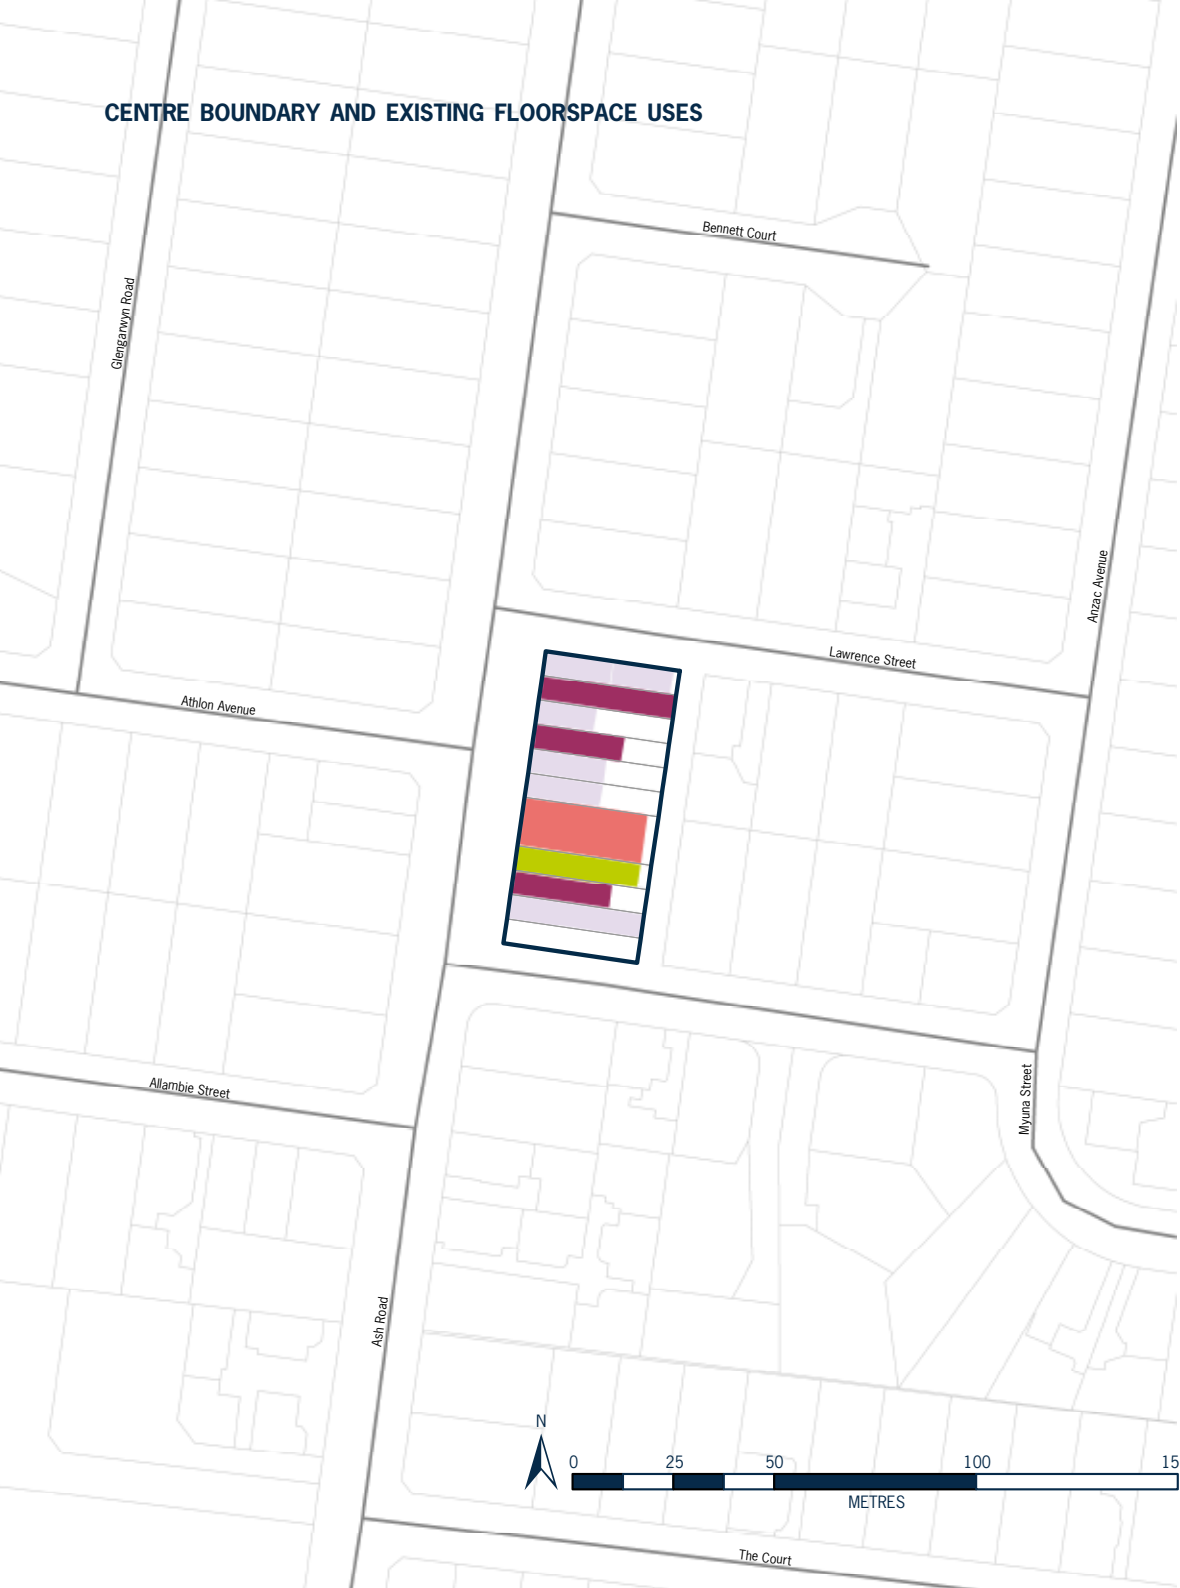 CENTRE BOUNDARY AND EXISTING FLOORSPACE USES
Bennett Court
Glengarwyn Road
Anzac Avenue
Lawrence Street
Athlon Avenue
Myuna Street
Allambie Street
Ash Road
N
0 25 50 100 15
METRES
The Court